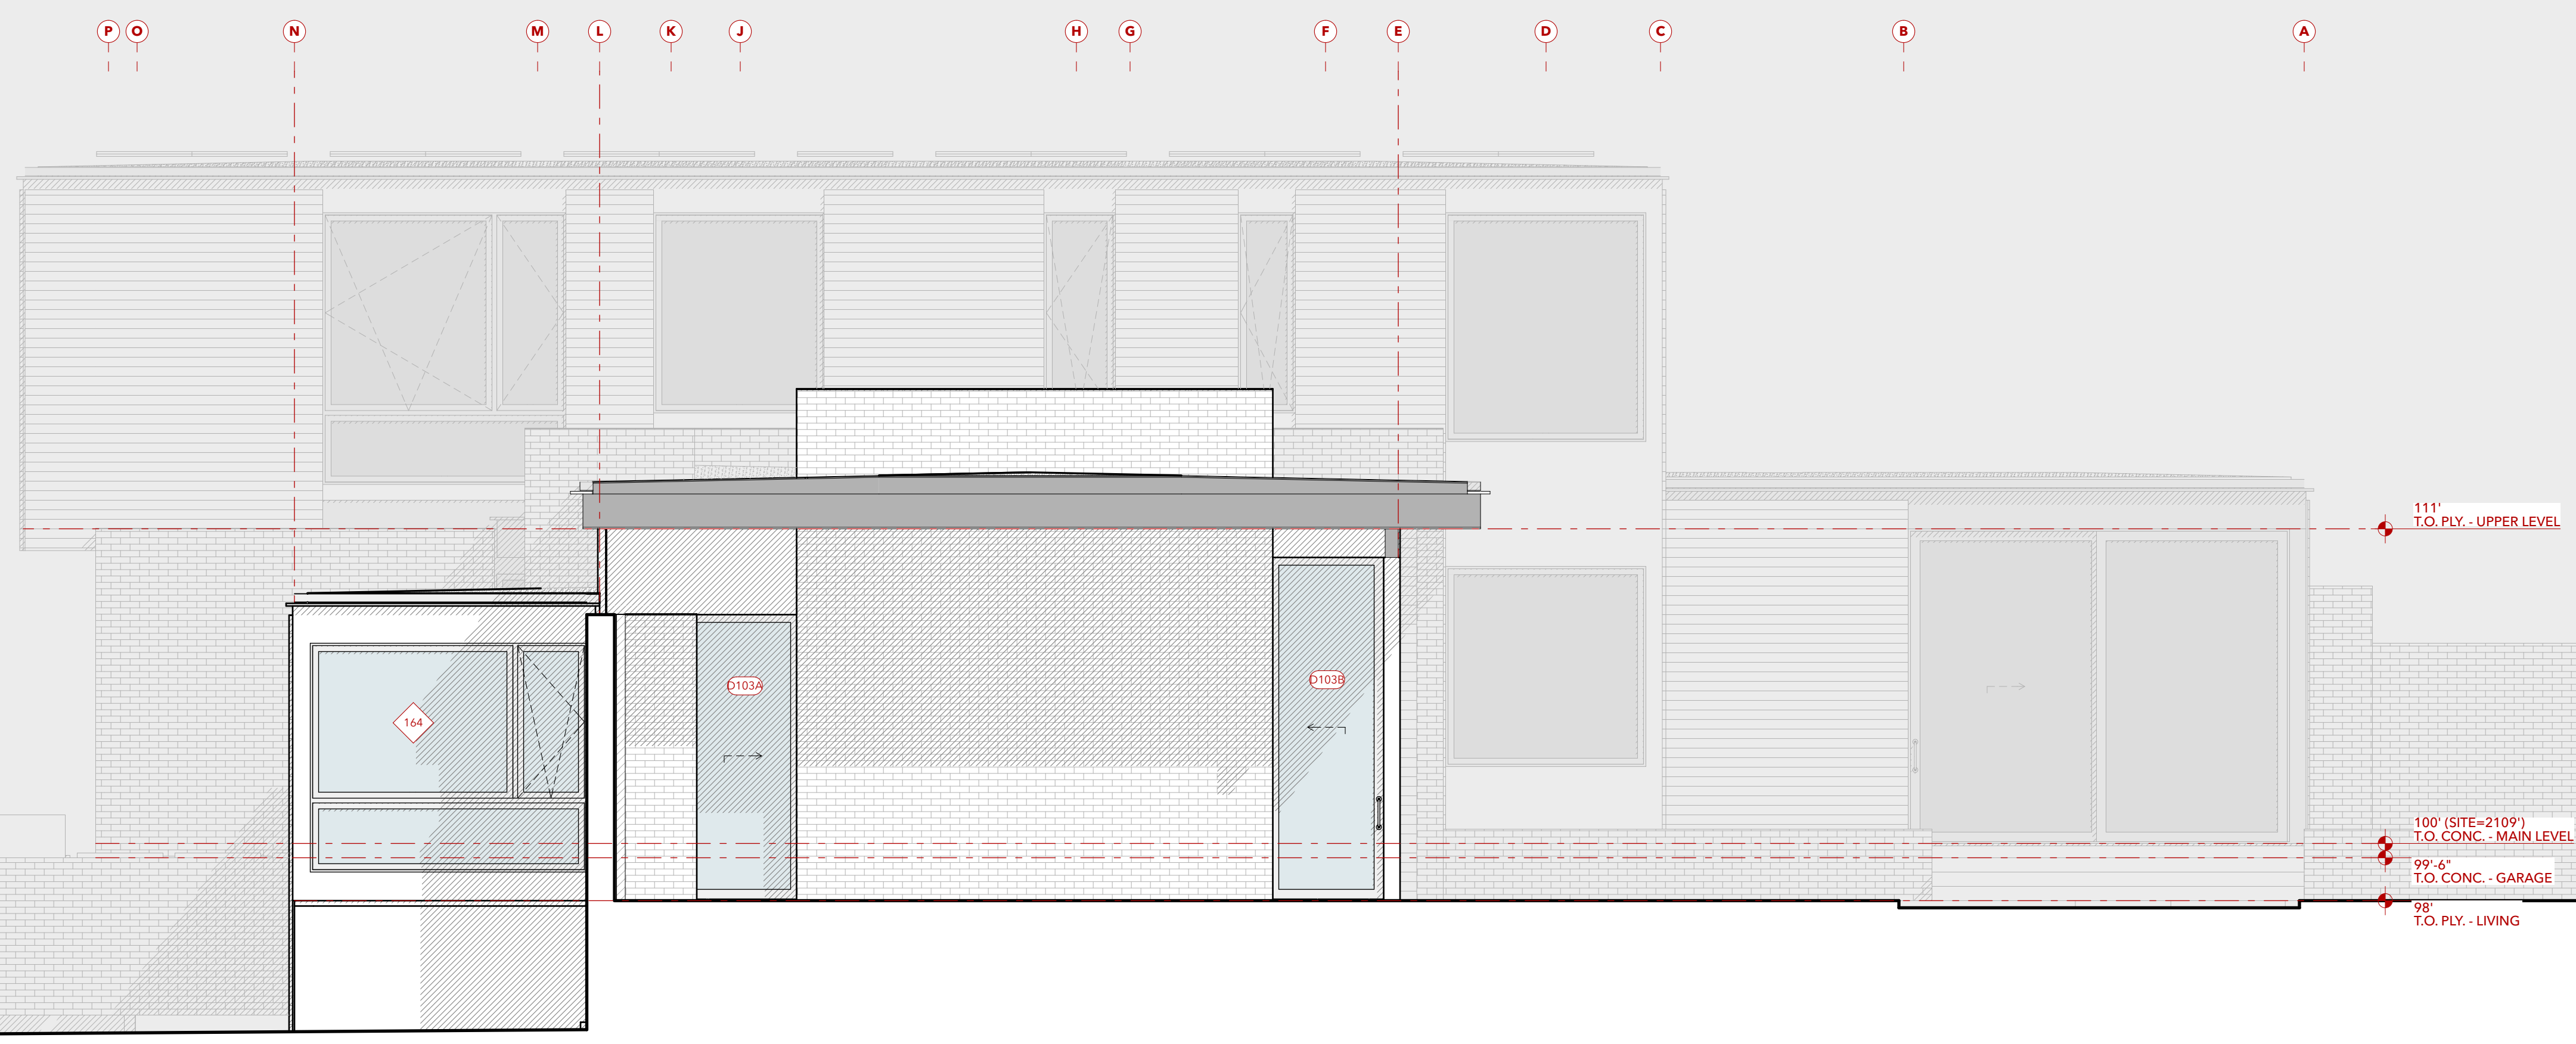 P O N M L K J H G F E D C B A
111'
T.O. PLY. - UPPER LEVEL
D103A
D103B
164
100' (SITE=2109')
T.O. CONC. - MAIN LEVEL
99'-6"
T.O. CONC. - GARAGE
98'
T.O. PLY. - LIVING